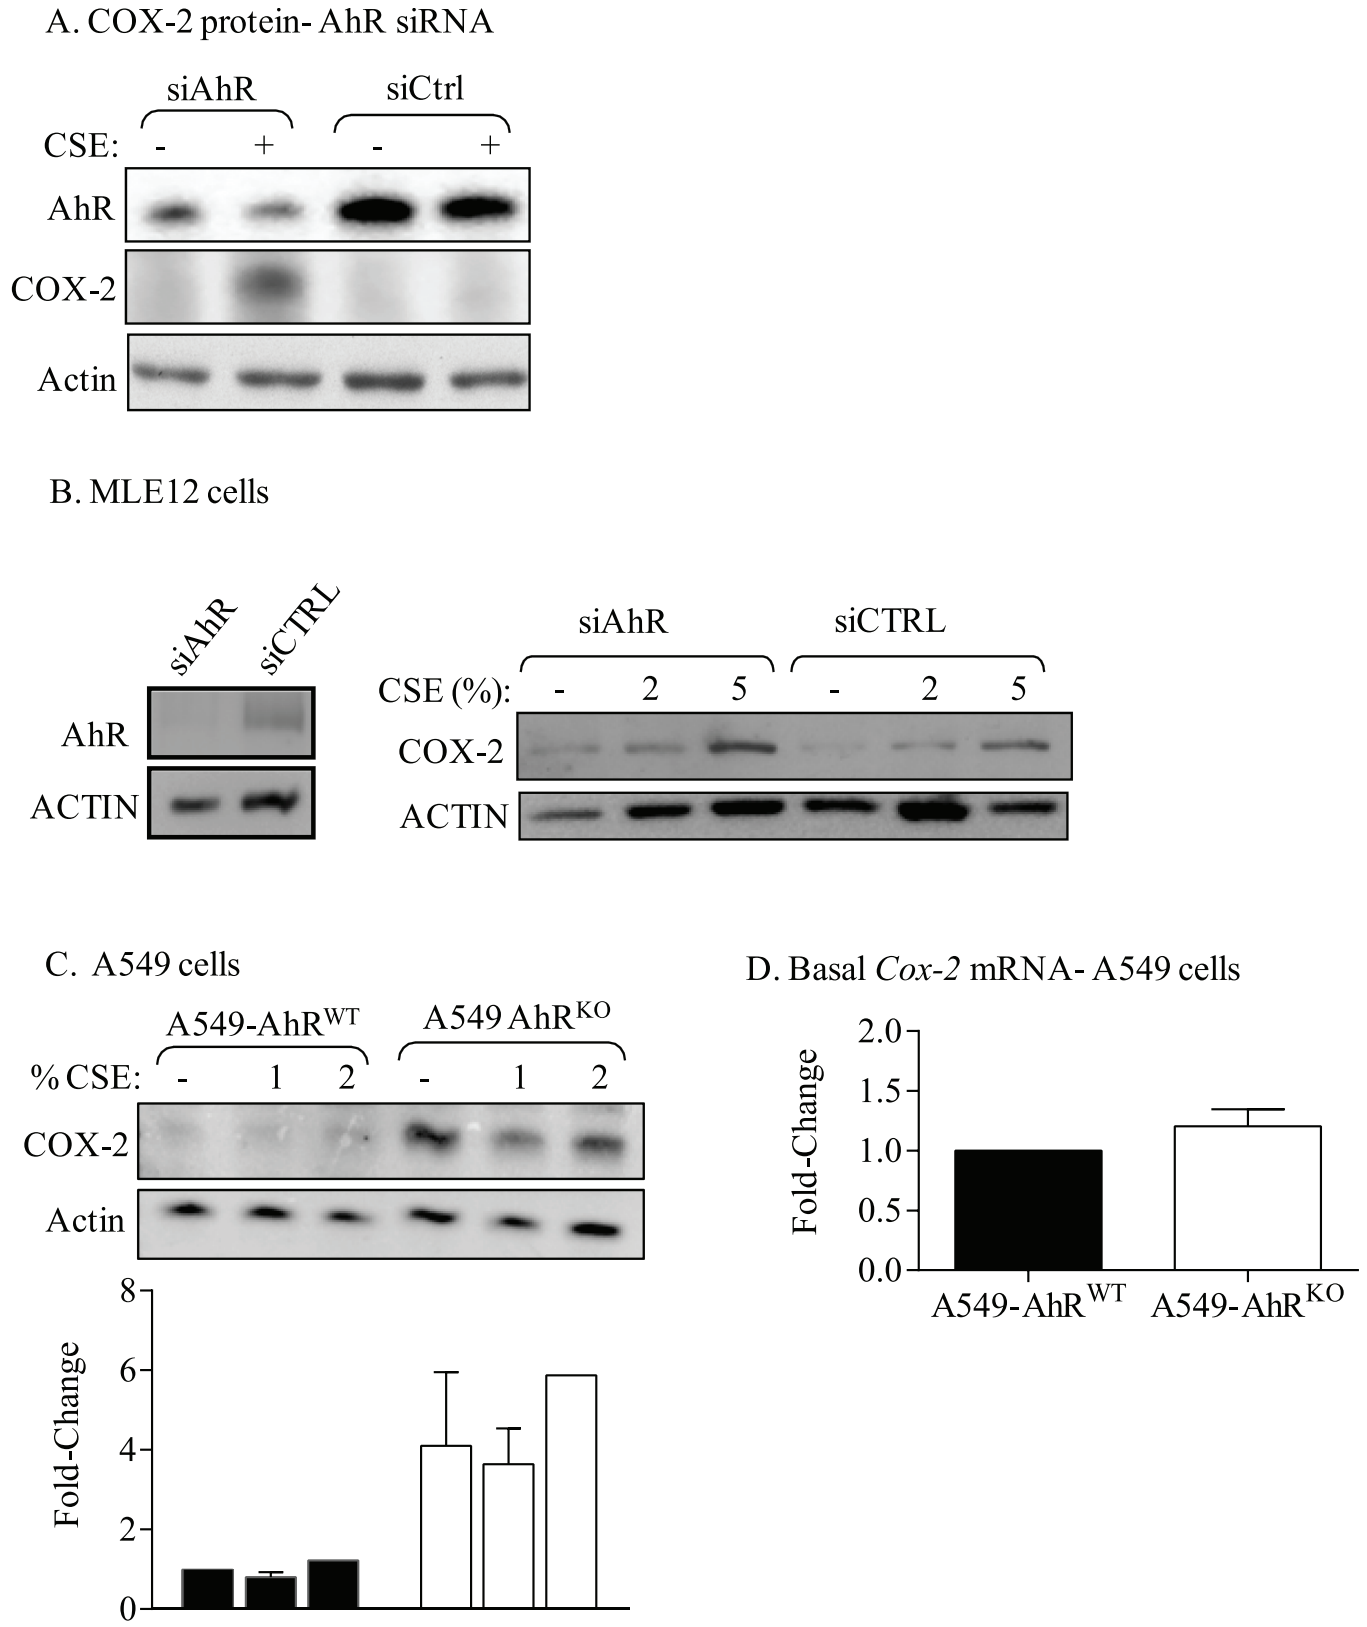 A. COX-2 protein- AhR siRNA
siAhR siCtrl
CSE: - + - +
AhR
COX-2
Actin
B. MLE12 cells
siAhR siCTRL
AhR
ACTIN
siAhR siCTRL
CSE (%): - 2 5 - 2 5
COX-2
ACTIN
C. A549 cells
A549-AhR^WT A549 AhR^KO
% CSE: - 1 2 - 1 2
COX-2
Actin
Fold-Change
8
6
4
2
0
D. Basal Cox-2 mRNA- A549 cells
Fold-Change
2.0
1.5
1.0
0.5
0.0
A549-AhR^WT A549-AhR^KO